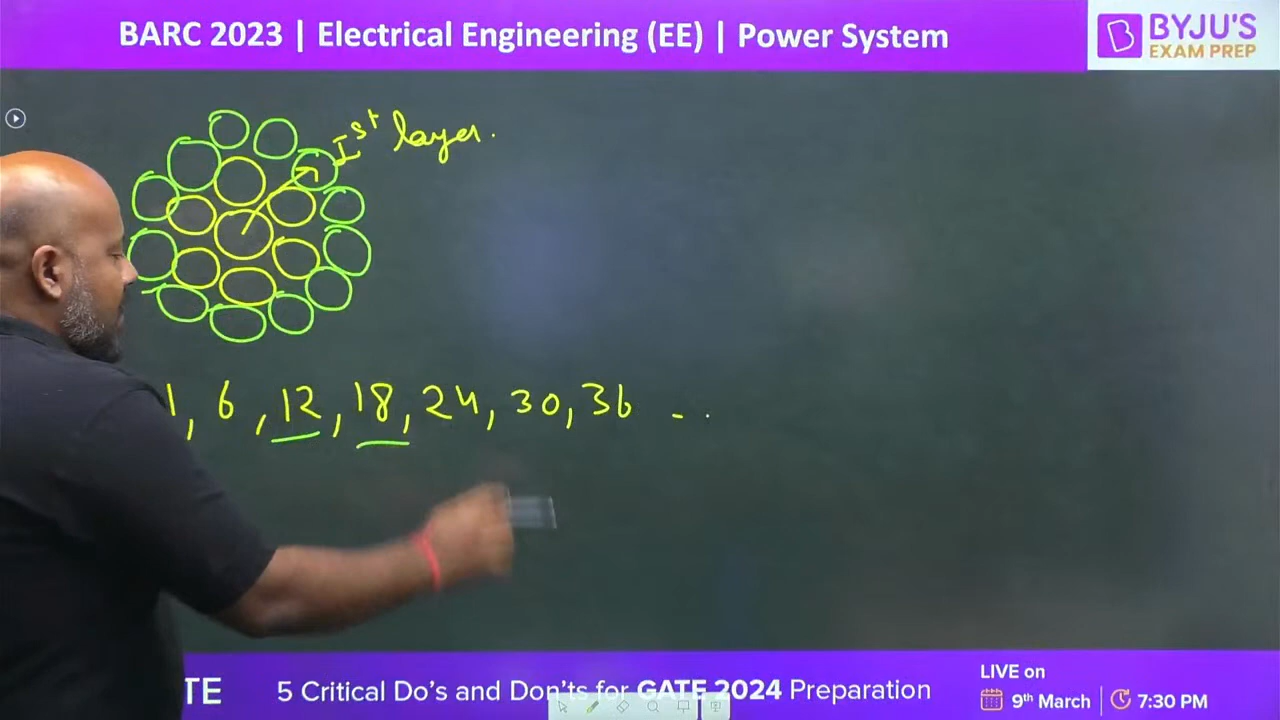 BARC 2023 | Electrical Engineering (EE) | Power System
BYJU'S
EXAM PREP
Ist layer.
1, 6, 12, 18, 24, 30, 36 - . .
TE
5 Critical Do's and Don'ts for GATE 2024 Preparation
LIVE on
9th March | 7:30 PM